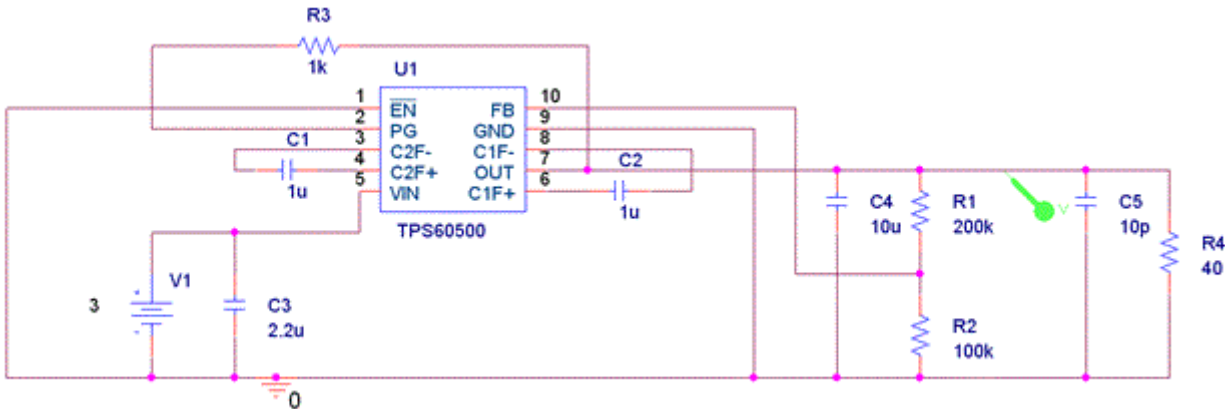 R3
1k
U1
1 EN FB 10
2 PG GND 9
3 C2F- C1F- 8
4 C2F+ OUT 7
5 VIN C1F+ 6
TPS60500
C1
1u
C2
1u
C4
10u
R1
200k
V
C5
10p
R4
40
3
V1
C3
2.2u
R2
100k
0